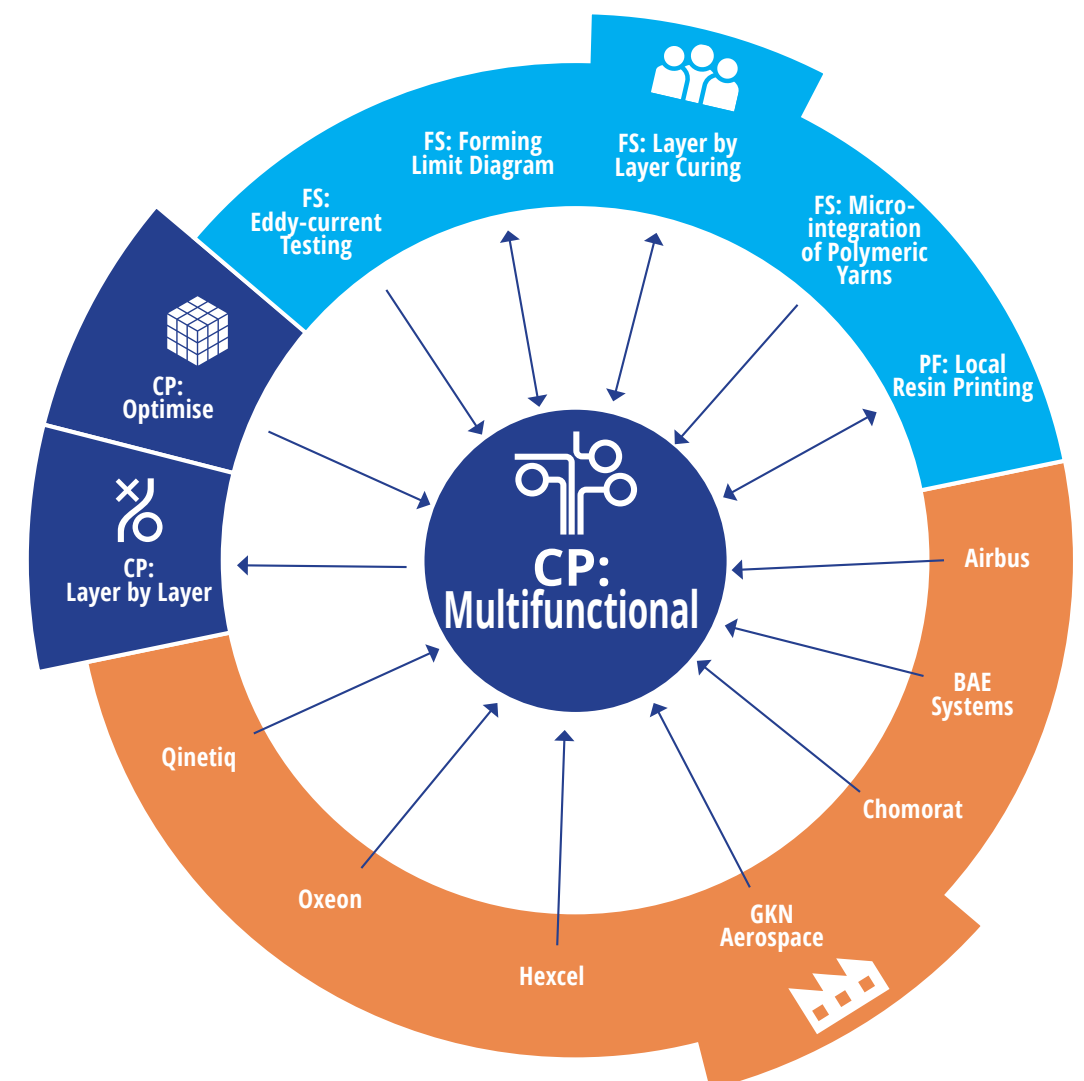 FS: Forming
Limit Diagram
FS: Layer by
Layer Curing
FS:
Eddy-current
Testing
FS: Micro-
integration
of Polymeric
Yarns
PF: Local
Resin Printing
CP:
Optimise
CP:
Layer by Layer
CP:
Multifunctional
Airbus
BAE
Systems
Chomorat
GKN
Aerospace
Hexcel
Oxeon
Qinetiq